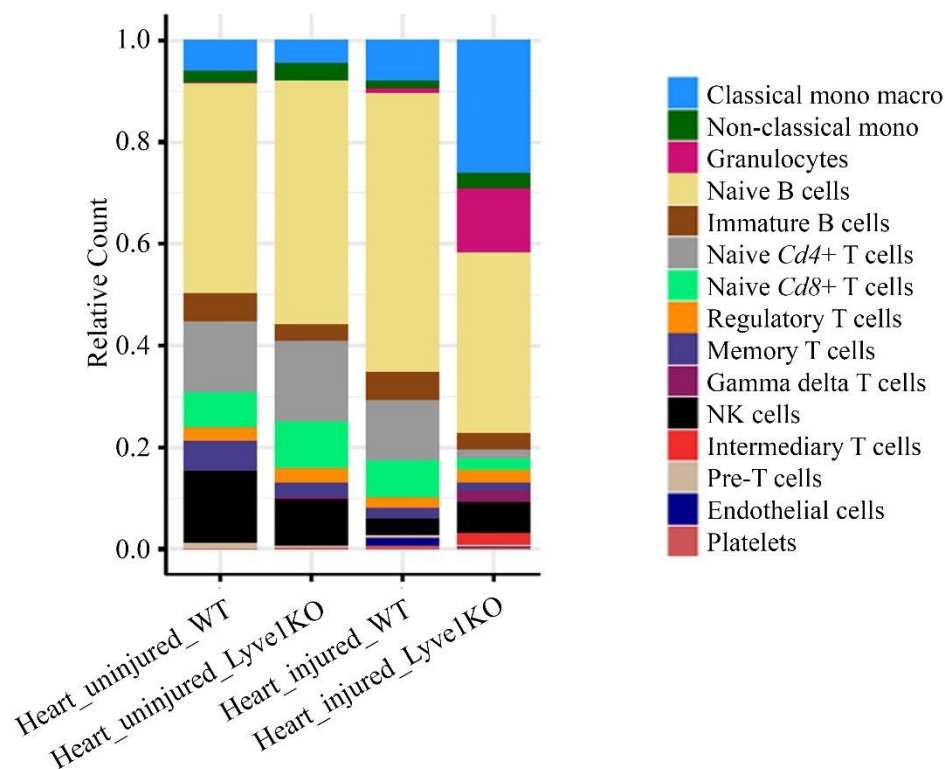 1.0
0.8
0.6
0.4
0.2
0.0
Relative Count
Heart_uninjured_WT
Heart_uninjured_Lyve1KO
Heart_injured_WT
Heart_injured_Lyve1KO
Classical mono macro
Non-classical mono
Granulocytes
Naive B cells
Immature B cells
Naive Cd4+ T cells
Naive Cd8+ T cells
Regulatory T cells
Memory T cells
Gamma delta T cells
NK cells
Intermediary T cells
Pre-T cells
Endothelial cells
Platelets